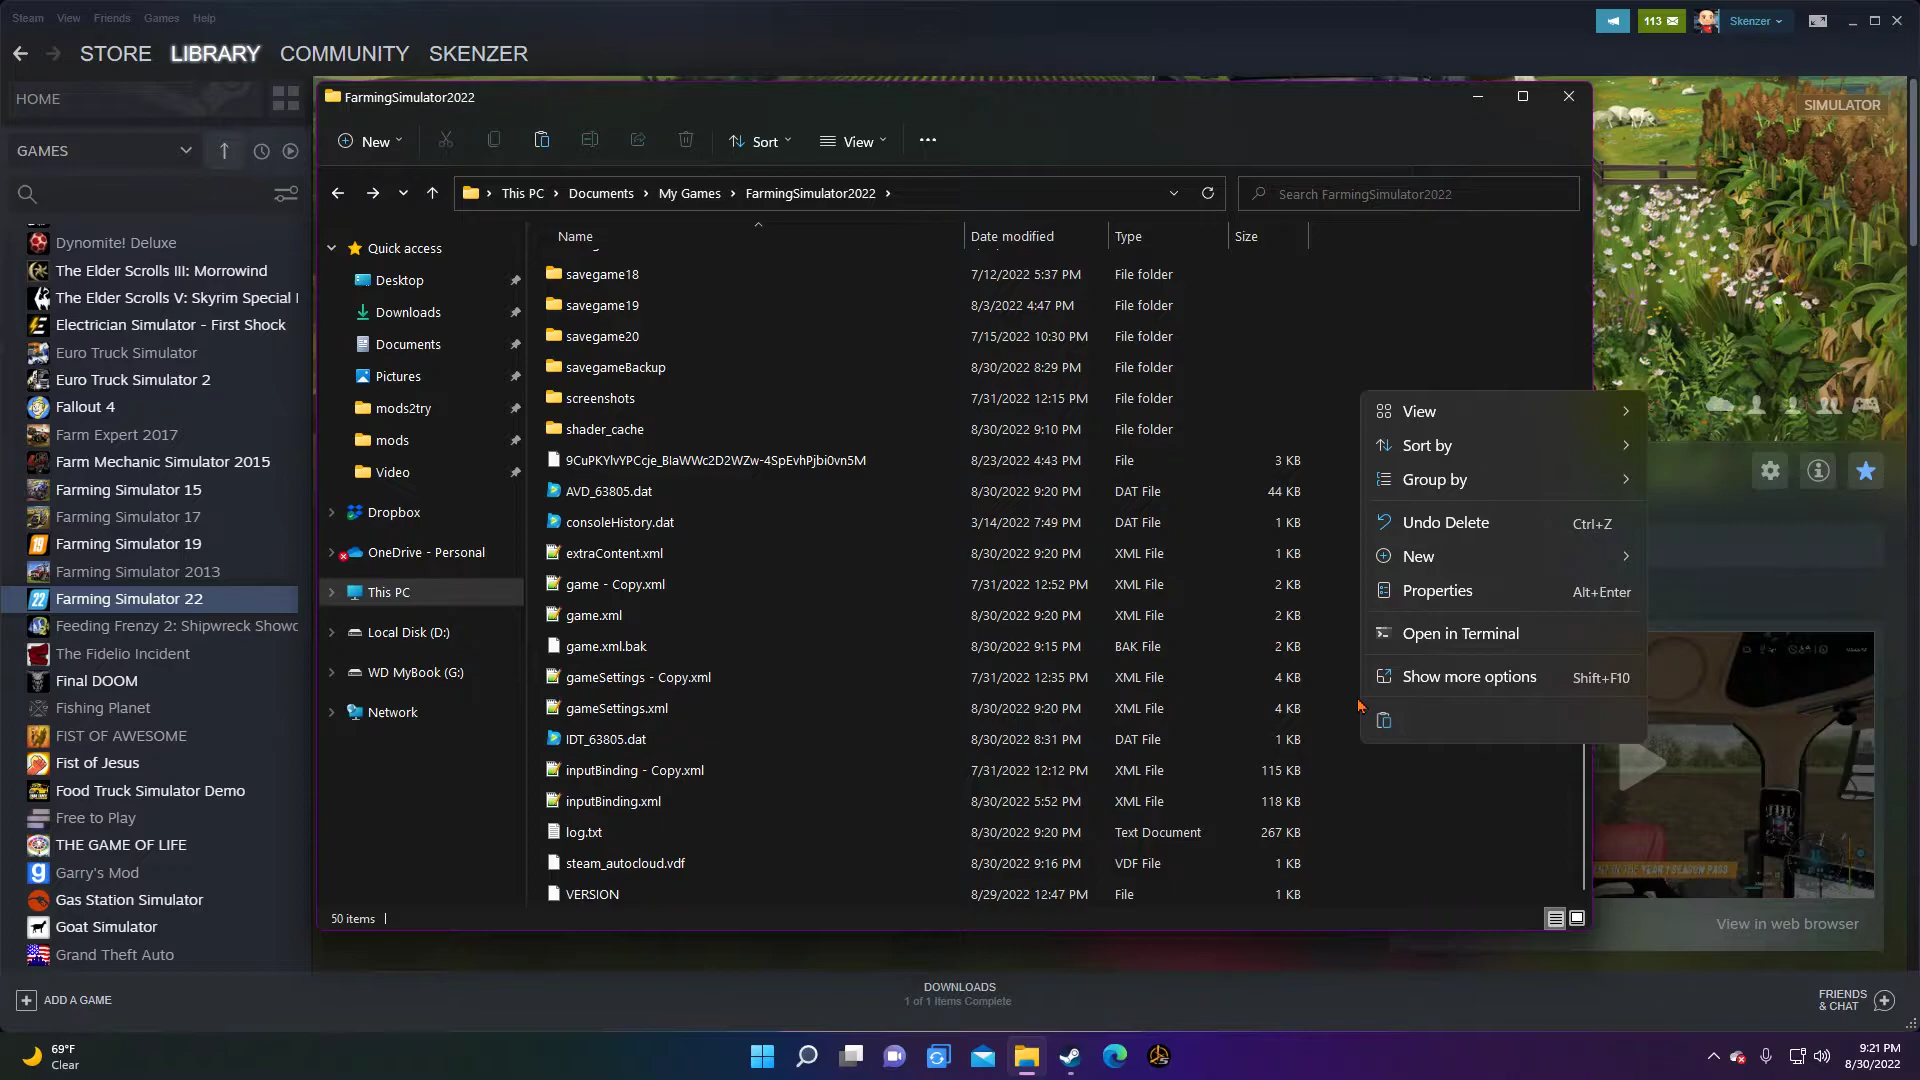 Steam View Friends Games Help
113
Skenzer
STORE LIBRARY COMMUNITY SKENZER
HOME
GAMES
Dynomite! Deluxe
The Elder Scrolls III: Morrowind
The Elder Scrolls V: Skyrim Special
Electrician Simulator - First Shock
Euro Truck Simulator
Euro Truck Simulator 2
Fallout 4
Farm Expert 2017
Farm Mechanic Simulator 2015
Farming Simulator 15
Farming Simulator 17
Farming Simulator 19
Farming Simulator 2013
Farming Simulator 22
Feeding Frenzy 2: Shipwreck Showd
The Fidelio Incident
Final DOOM
Fishing Planet
FIST OF AWESOME
Fist of Jesus
Food Truck Simulator Demo
Free to Play
THE GAME OF LIFE
Garry's Mod
Gas Station Simulator
Goat Simulator
Grand Theft Auto
ADD A GAME
FarmingSimulator2022
New Sort View
This PC Documents My Games FarmingSimulator2022
Search FarmingSimulator2022
Quick access
Desktop
Downloads
Documents
Pictures
mods2try
mods
Video
Dropbox
OneDrive - Personal
This PC
Local Disk (D:)
WD MyBook (G:)
Network
Name Date modified Type Size
savegame18 7/12/2022 5:37 PM File folder
savegame19 8/3/2022 4:47 PM File folder
savegame20 7/15/2022 10:30 PM File folder
savegameBackup 8/30/2022 8:29 PM File folder
screenshots 7/31/2022 12:15 PM File folder
shader_cache 8/30/2022 9:10 PM File folder
9CuPKYlvYPCcje_BIaWWc2D2WZw-4SpEvhPjbi0vn5M 8/23/2022 4:43 PM File 3 KB
AVD_63805.dat 8/30/2022 9:20 PM DAT File 44 KB
consoleHistory.dat 3/14/2022 7:49 PM DAT File 1 KB
extraContent.xml 8/30/2022 9:20 PM XML File 1 KB
game - Copy.xml 7/31/2022 12:52 PM XML File 2 KB
game.xml 8/30/2022 9:20 PM XML File 2 KB
game.xml.bak 8/30/2022 9:15 PM BAK File 2 KB
gameSettings - Copy.xml 7/31/2022 12:35 PM XML File 4 KB
gameSettings.xml 8/30/2022 9:20 PM XML File 4 KB
IDT_63805.dat 8/30/2022 8:31 PM DAT File 1 KB
inputBinding - Copy.xml 7/31/2022 12:12 PM XML File 115 KB
inputBinding.xml 8/30/2022 5:52 PM XML File 118 KB
log.txt 8/30/2022 9:20 PM Text Document 267 KB
steam_autocloud.vdf 8/30/2022 9:16 PM VDF File 1 KB
VERSION 8/29/2022 12:47 PM File 1 KB
50 items
View
Sort by
Group by
Undo Delete Ctrl+Z
New
Properties Alt+Enter
Open in Terminal
Show more options Shift+F10
SIMULATOR
View in web browser
DOWNLOADS
1 of 1 Items Complete
FRIENDS
& CHAT
69°F
Clear
9:21 PM
8/30/2022